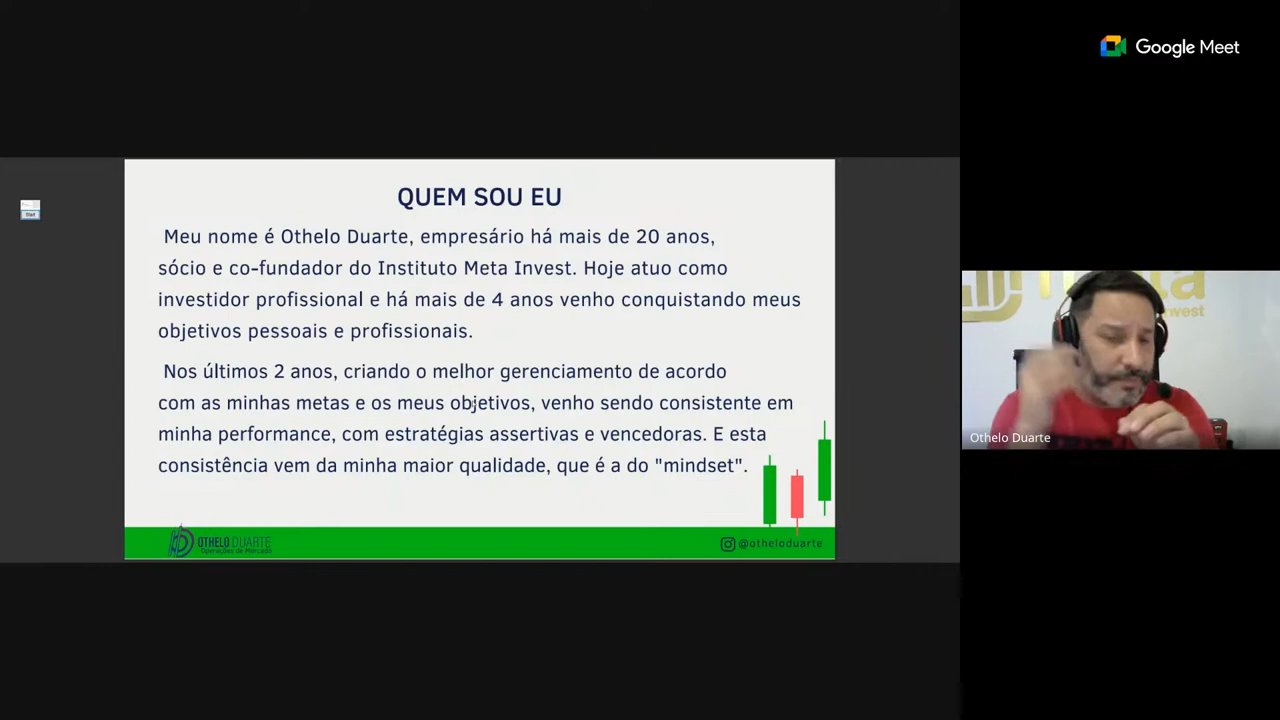 Google Meet
QUEM SOU EU
Meu nome é Othelo Duarte, empresário há mais de 20 anos,
sócio e co-fundador do Instituto Meta Invest. Hoje atuo como
investidor profissional e há mais de 4 anos venho conquistando meus
objetivos pessoais e profissionais.
Nos últimos 2 anos, criando o melhor gerenciamento de acordo
com as minhas metas e os meus objetivos, venho sendo consistente em
minha performance, com estratégias assertivas e vencedoras. E esta
consistência vem da minha maior qualidade, que é a do "mindset".
OTHELO DUARTE
Operações de Mercado
@otheloduarte
Othelo Duarte